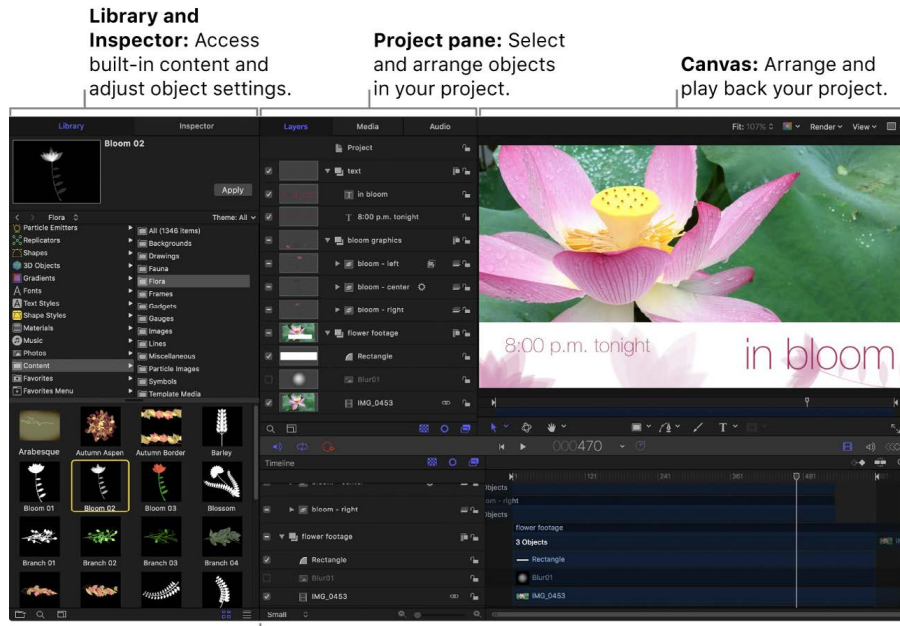 Library and
Inspector: Access
built-in content and
adjust object settings.
Project pane: Select
and arrange objects
in your project.
Canvas: Arrange and
play back your project.
Library
Inspector
Bloom 02
Apply
Flora
Theme: All
Particle Emitters
Replicators
Shapes
3D Objects
Gradients
Fonts
Text Styles
Shape Styles
Materials
Music
Photos
Content
Favorites
Favorites Menu
All (1346 items)
Backgrounds
Drawings
Fauna
Flora
Frames
Gadgets
Gauges
Images
Lines
Miscellaneous
Particle Images
Symbols
Template Media
Arabesque
Autumn Aspen
Autumn Border
Barley
Bloom 01
Bloom 02
Bloom 03
Blossom
Branch 01
Branch 02
Branch 03
Branch 04
Layers
Media
Audio
Project
text
T in bloom
T 8:00 p.m. tonight
bloom graphics
bloom - left
bloom - center
bloom - right
flower footage
Rectangle
Blur01
IMG_0453
Fit: 107%
Render
View
8:00 p.m. tonight
in bloom
T
000470
Timeline
bloom - center
bloom - right
flower footage
Rectangle
Blur01
IMG_0453
Small
1
121
241
361
481
Objects
om - right
Objects
flower footage
3 Objects
Rectangle
Blur01
IMG_0453